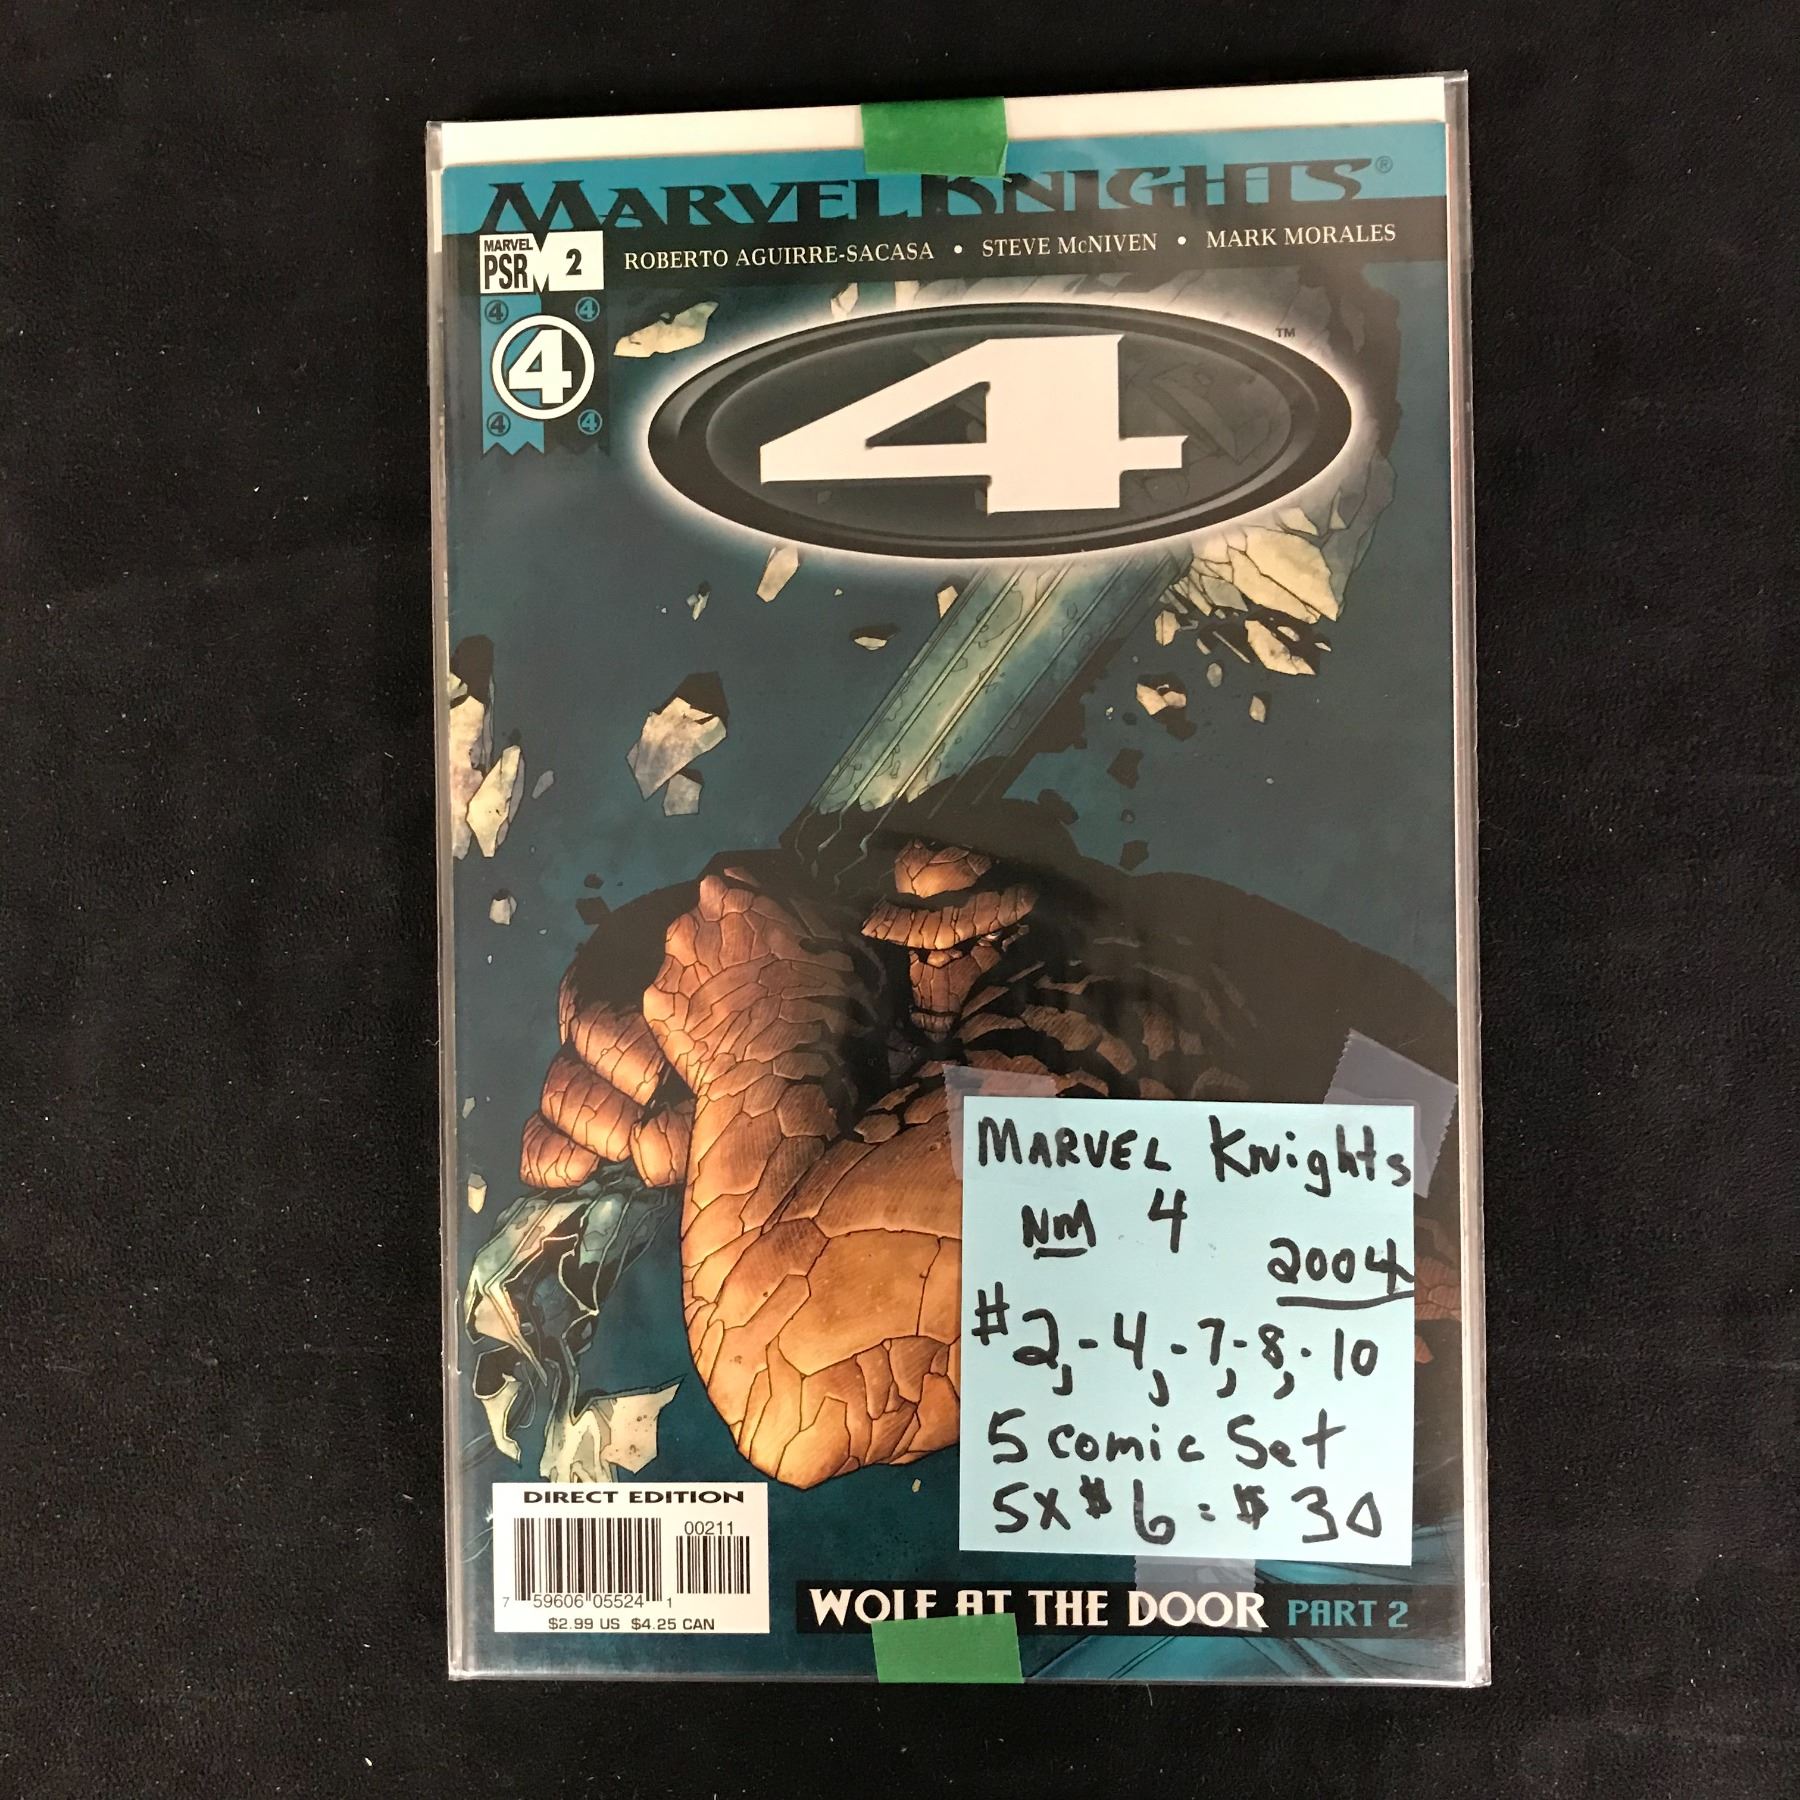 MARVEL KNIGHTS®
MARVEL
PSR 2
ROBERTO AGUIRRE-SACASA • STEVE McNIVEN • MARK MORALES
4 4
4
4 4
4 ™
MARVEL Knights
NM 4
2004
# 2, - 4, - 7, - 8, - 10
5 comic Set
5x $ 6 = $ 30
DIRECT EDITION
00211
7 59606 05524 1
$2.99 US $4.25 CAN
WOLF AT THE DOOR PART 2